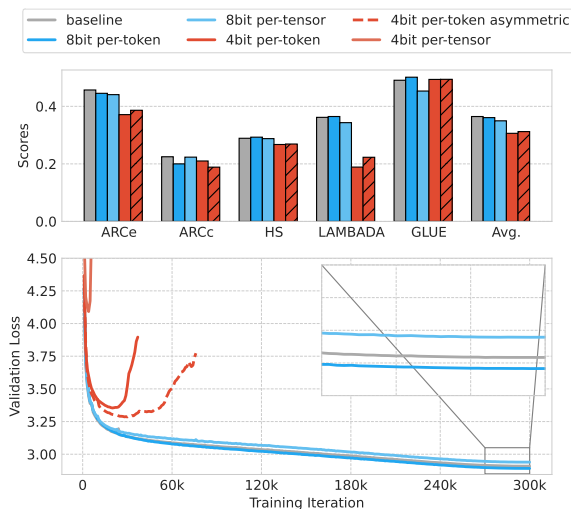 baseline 8bit per-tensor 4bit per-token asymmetric
8bit per-token 4bit per-token 4bit per-tensor
Scores
0.4
0.2
0.0
ARCe ARCc HS LAMBADA GLUE Avg.
Validation Loss
4.50
4.25
4.00
3.75
3.50
3.25
3.00
0 60k 120k 180k 240k 300k
Training Iteration